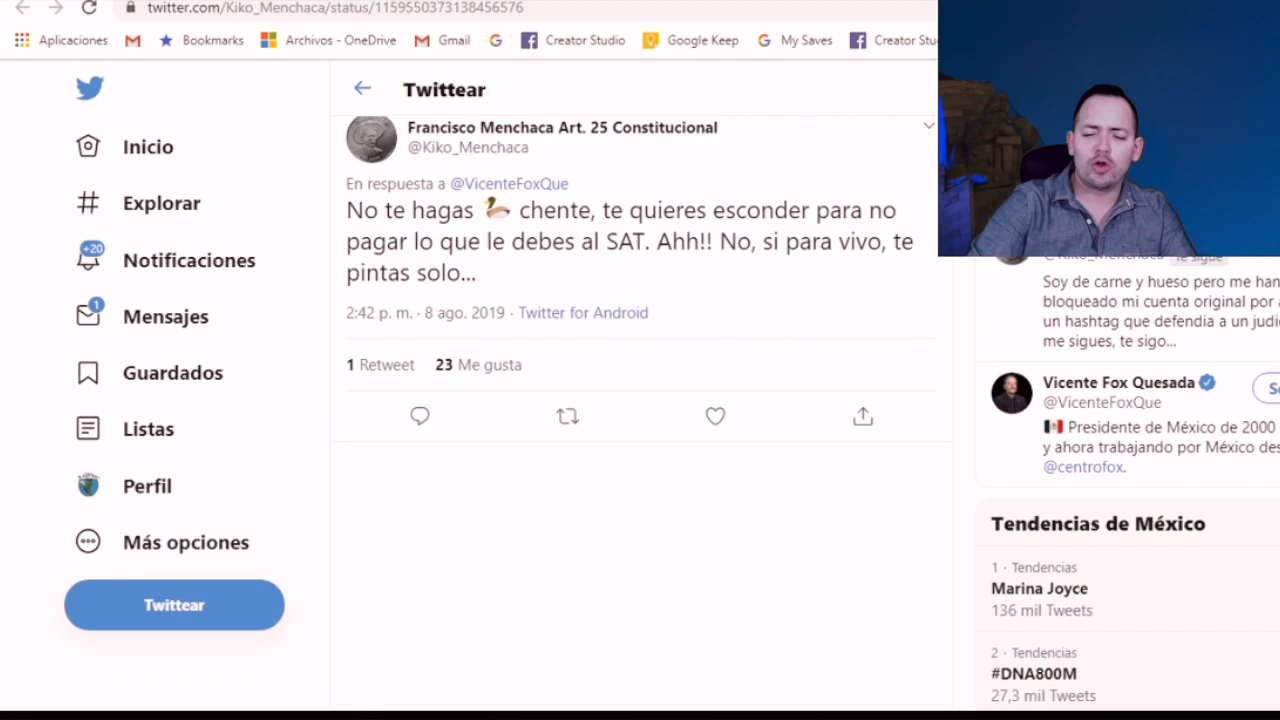 twitter.com/Kiko_Menchaca/status/1159550373138456576
Aplicaciones
Bookmarks
Archivos - OneDrive
Gmail
Creator Studio
Google Keep
My Saves
Creator Stu
Twittear
Francisco Menchaca Art. 25 Constitucional
@Kiko_Menchaca
En respuesta a @VicenteFoxQue
No te hagas 🦆 chente, te quieres esconder para no
pagar lo que le debes al SAT. Ahh!! No, si para vivo, te
pintas solo...
2:42 p. m. · 8 ago. 2019 · Twitter for Android
1 Retweet 23 Me gusta
Inicio
Explorar
+20
Notificaciones
1
Mensajes
Guardados
Listas
Perfil
Más opciones
Twittear
@Kiko_Menchaca Te sigue
Soy de carne y hueso pero me han
bloqueado mi cuenta original por
un hashtag que defendia a un judi
me sigues, te sigo...
Vicente Fox Quesada
@VicenteFoxQue
🇲🇽 Presidente de México de 2000
y ahora trabajando por México des
@centrofox.
Tendencias de México
1 · Tendencias
Marina Joyce
136 mil Tweets
2 · Tendencias
#DNA800M
27,3 mil Tweets